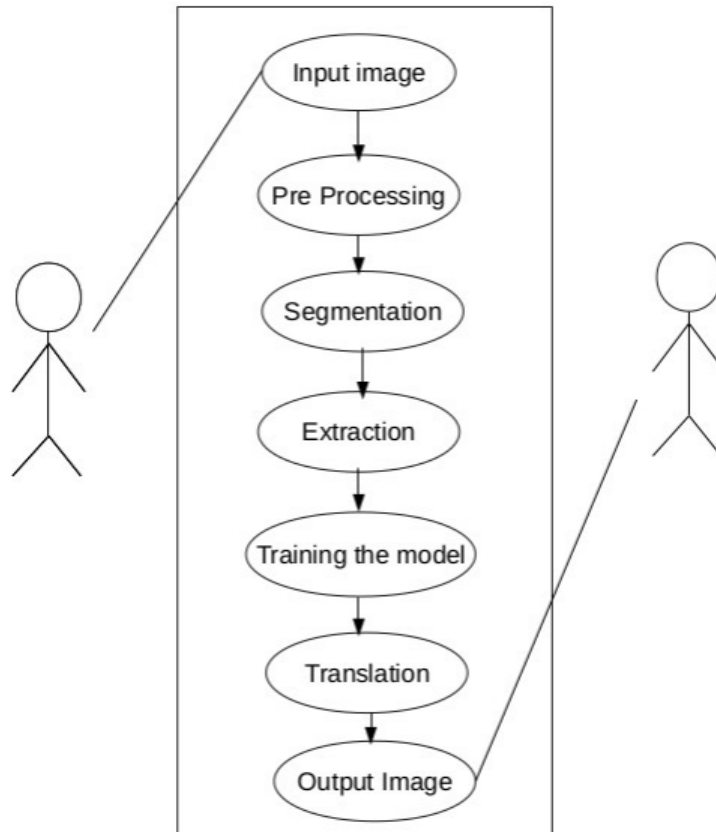 Input image
Pre Processing
Segmentation
Extraction
Training the model
Translation
Output Image